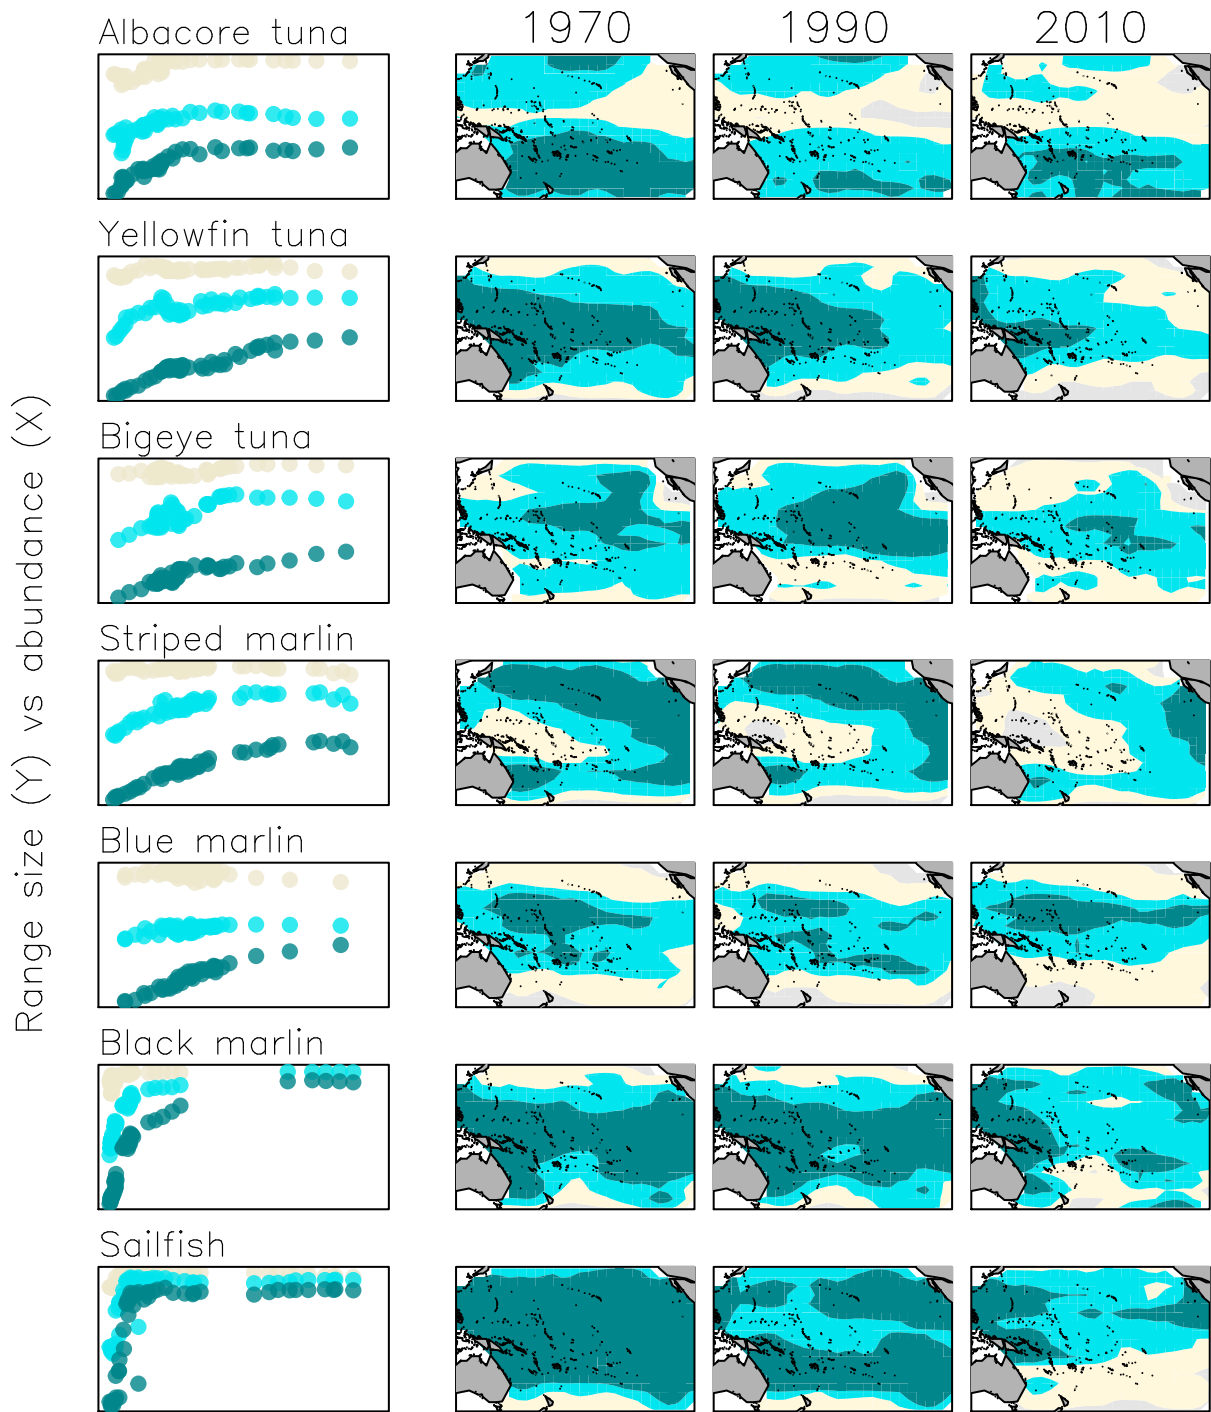 Albacore tuna
1970
1990
2010
Yellowfin tuna
Bigeye tuna
Striped marlin
Blue marlin
Black marlin
Sailfish
Range size (Y) vs abundance (X)